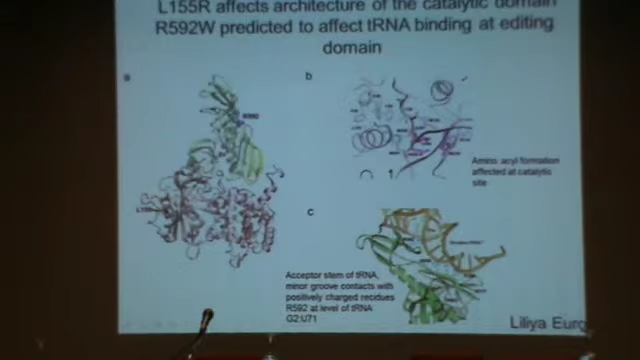 L155R affects architecture of the catalytic domain
R592W predicted to affect tRNA binding at editing
domain
a
b
Amino acyl formation
affected at catalytic
site
c
Acceptor stem of tRNA,
minor groove contacts with
positively charged recidues
R592 at level of tRNA
G2:U71
Liliya Euro